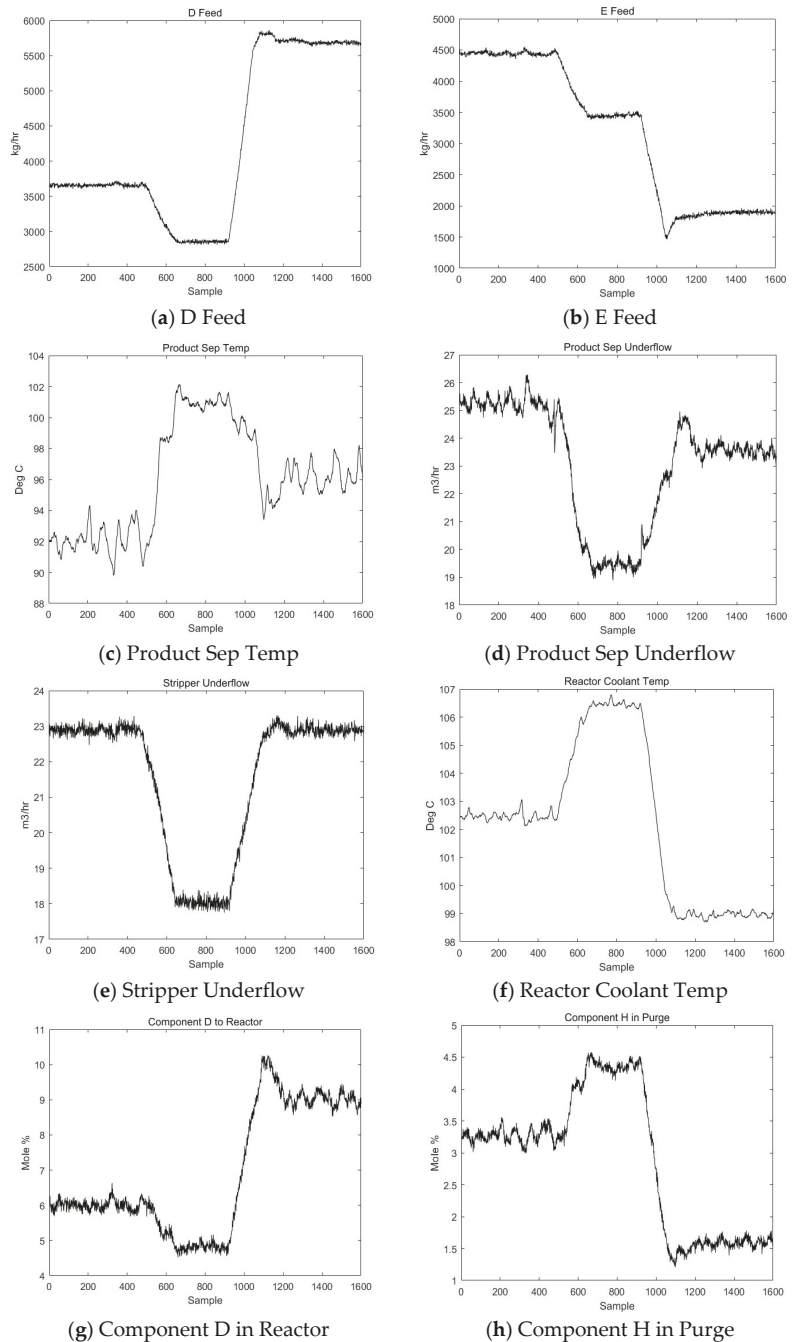 D Feed
6000
5500
5000
4500
4000
3500
3000
2500
kg/hr
0 200 400 600 800 1000 1200 1400 1600
Sample
(a) D Feed
E Feed
5000
4500
4000
3500
3000
2500
2000
1500
1000
kg/hr
0 200 400 600 800 1000 1200 1400 1600
Sample
(b) E Feed
Product Sep Temp
104
102
100
98
96
94
92
90
88
Deg C
0 200 400 600 800 1000 1200 1400 1600
Sample
(c) Product Sep Temp
Product Sep Underflow
27
26
25
24
23
22
21
20
19
18
m3/hr
0 200 400 600 800 1000 1200 1400 1600
Sample
(d) Product Sep Underflow
Stripper Underflow
24
23
22
21
20
19
18
17
m3/hr
0 200 400 600 800 1000 1200 1400 1600
Sample
(e) Stripper Underflow
Reactor Coolant Temp
107
106
105
104
103
102
101
100
99
98
Deg C
0 200 400 600 800 1000 1200 1400 1600
Sample
(f) Reactor Coolant Temp
Component D to Reactor
11
10
9
8
7
6
5
4
Mole %
0 200 400 600 800 1000 1200 1400 1600
Sample
(g) Component D in Reactor
Component H in Purge
5
4.5
4
3.5
3
2.5
2
1.5
1
Mole %
0 200 400 600 800 1000 1200 1400 1600
Sample
(h) Component H in Purge